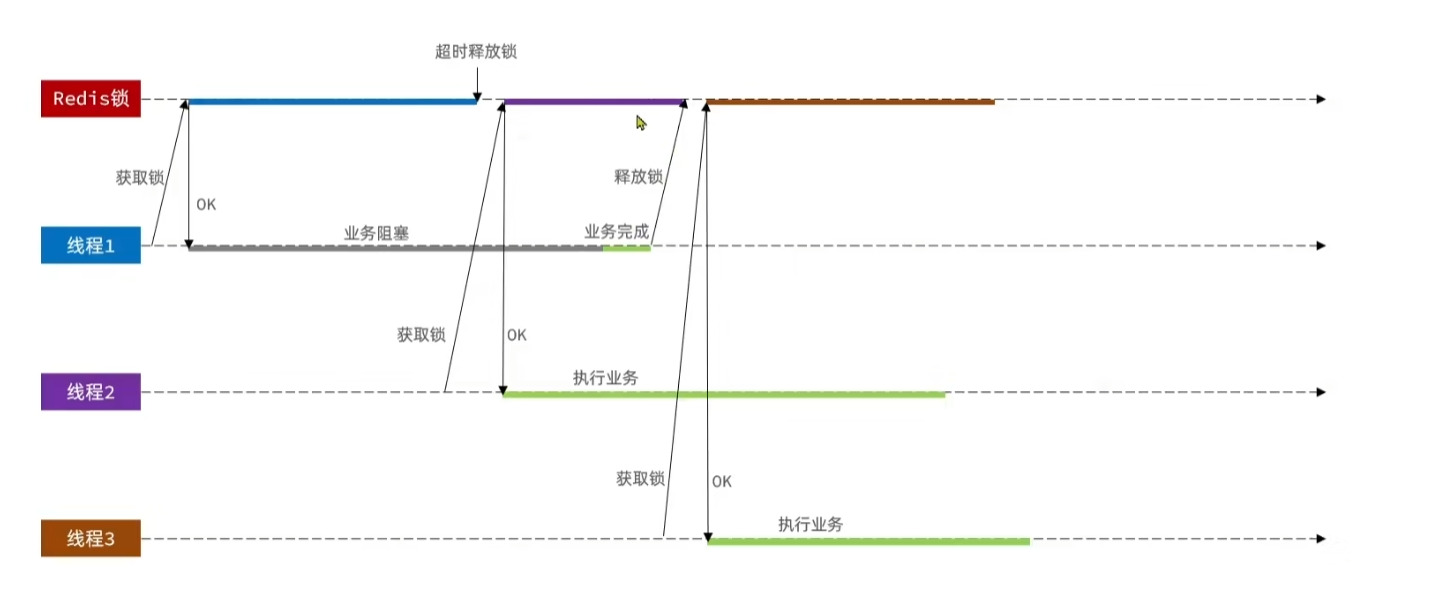 超时释放锁
Redis锁
获取锁
释放锁
OK
业务阻塞
业务完成
线程1
获取锁
OK
执行业务
线程2
获取锁
OK
执行业务
线程3